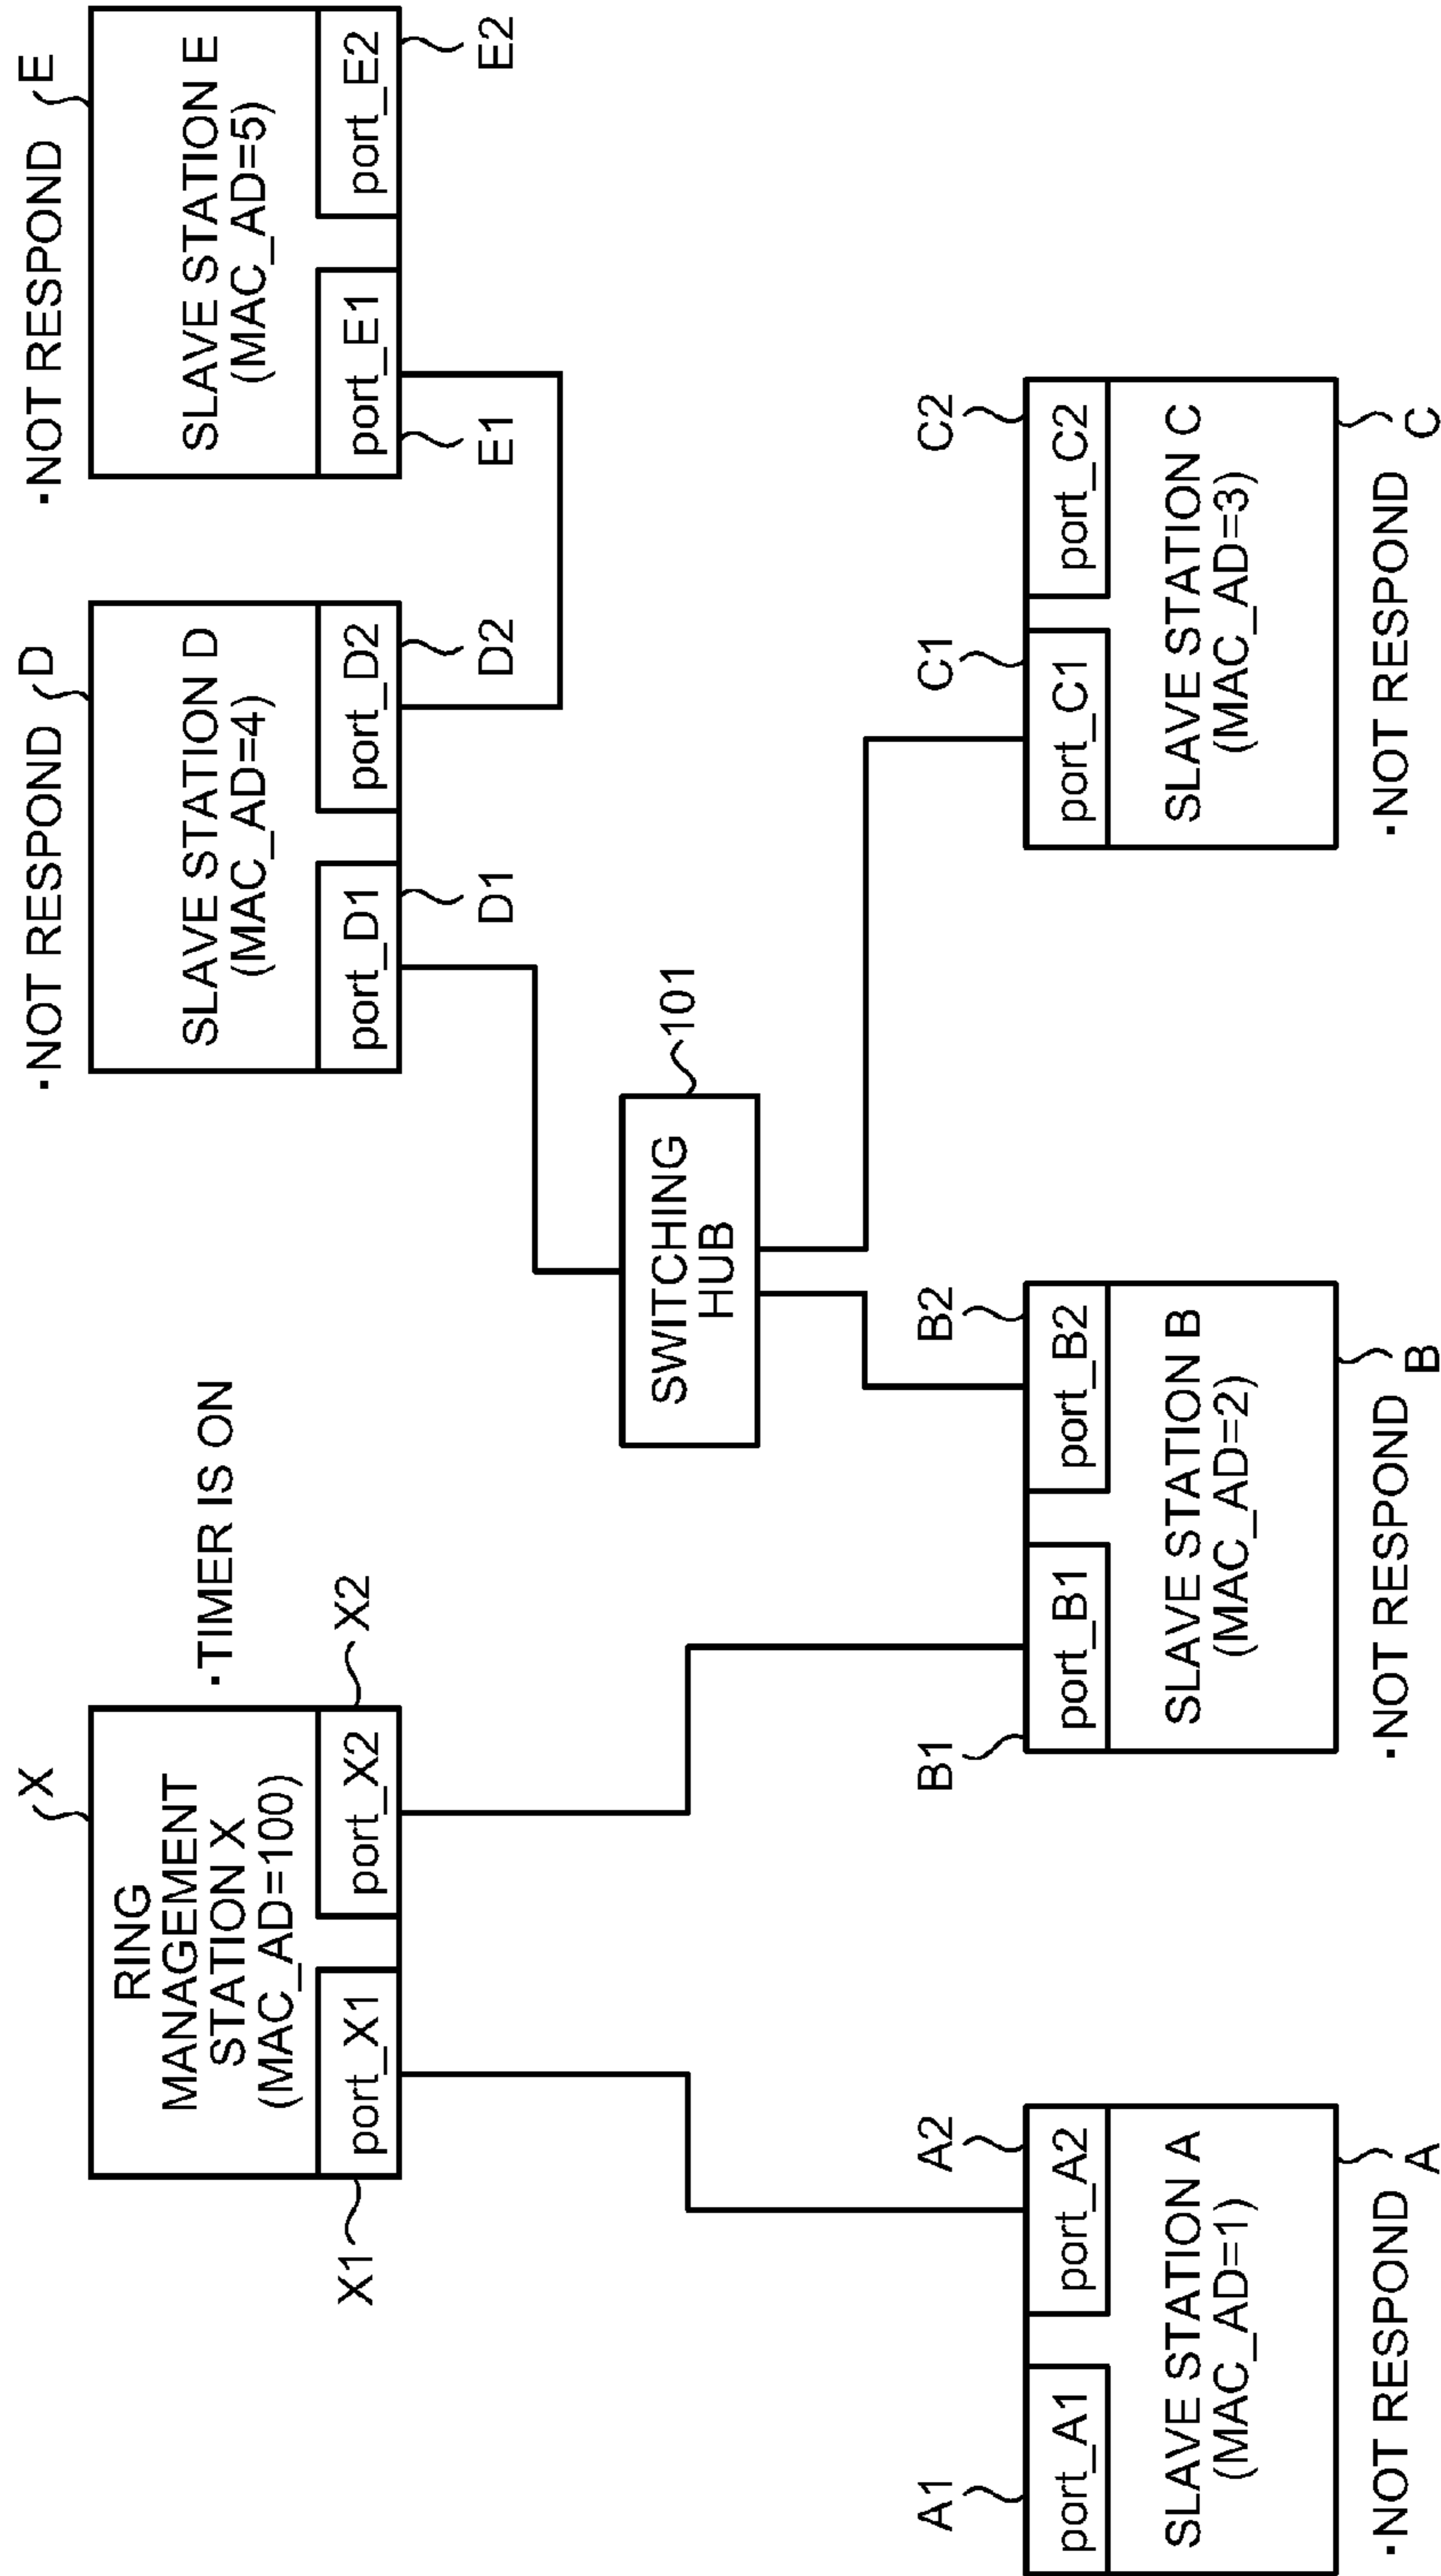 X
RING
MANAGEMENT
STATION X
(MAC_AD=100)
port_X1
port_X2
X1
X2
·TIMER IS ON
·NOT RESPOND
D
SLAVE STATION D
(MAC_AD=4)
port_D1
port_D2
D1
D2
·NOT RESPOND
E
SLAVE STATION E
(MAC_AD=5)
port_E1
port_E2
E1
E2
SWITCHING
HUB
101
A1
A2
port_A1
port_A2
SLAVE STATION A
(MAC_AD=1)
·NOT RESPOND
A
B1
B2
port_B1
port_B2
SLAVE STATION B
(MAC_AD=2)
·NOT RESPOND
B
C1
C2
port_C1
port_C2
SLAVE STATION C
(MAC_AD=3)
·NOT RESPOND
C